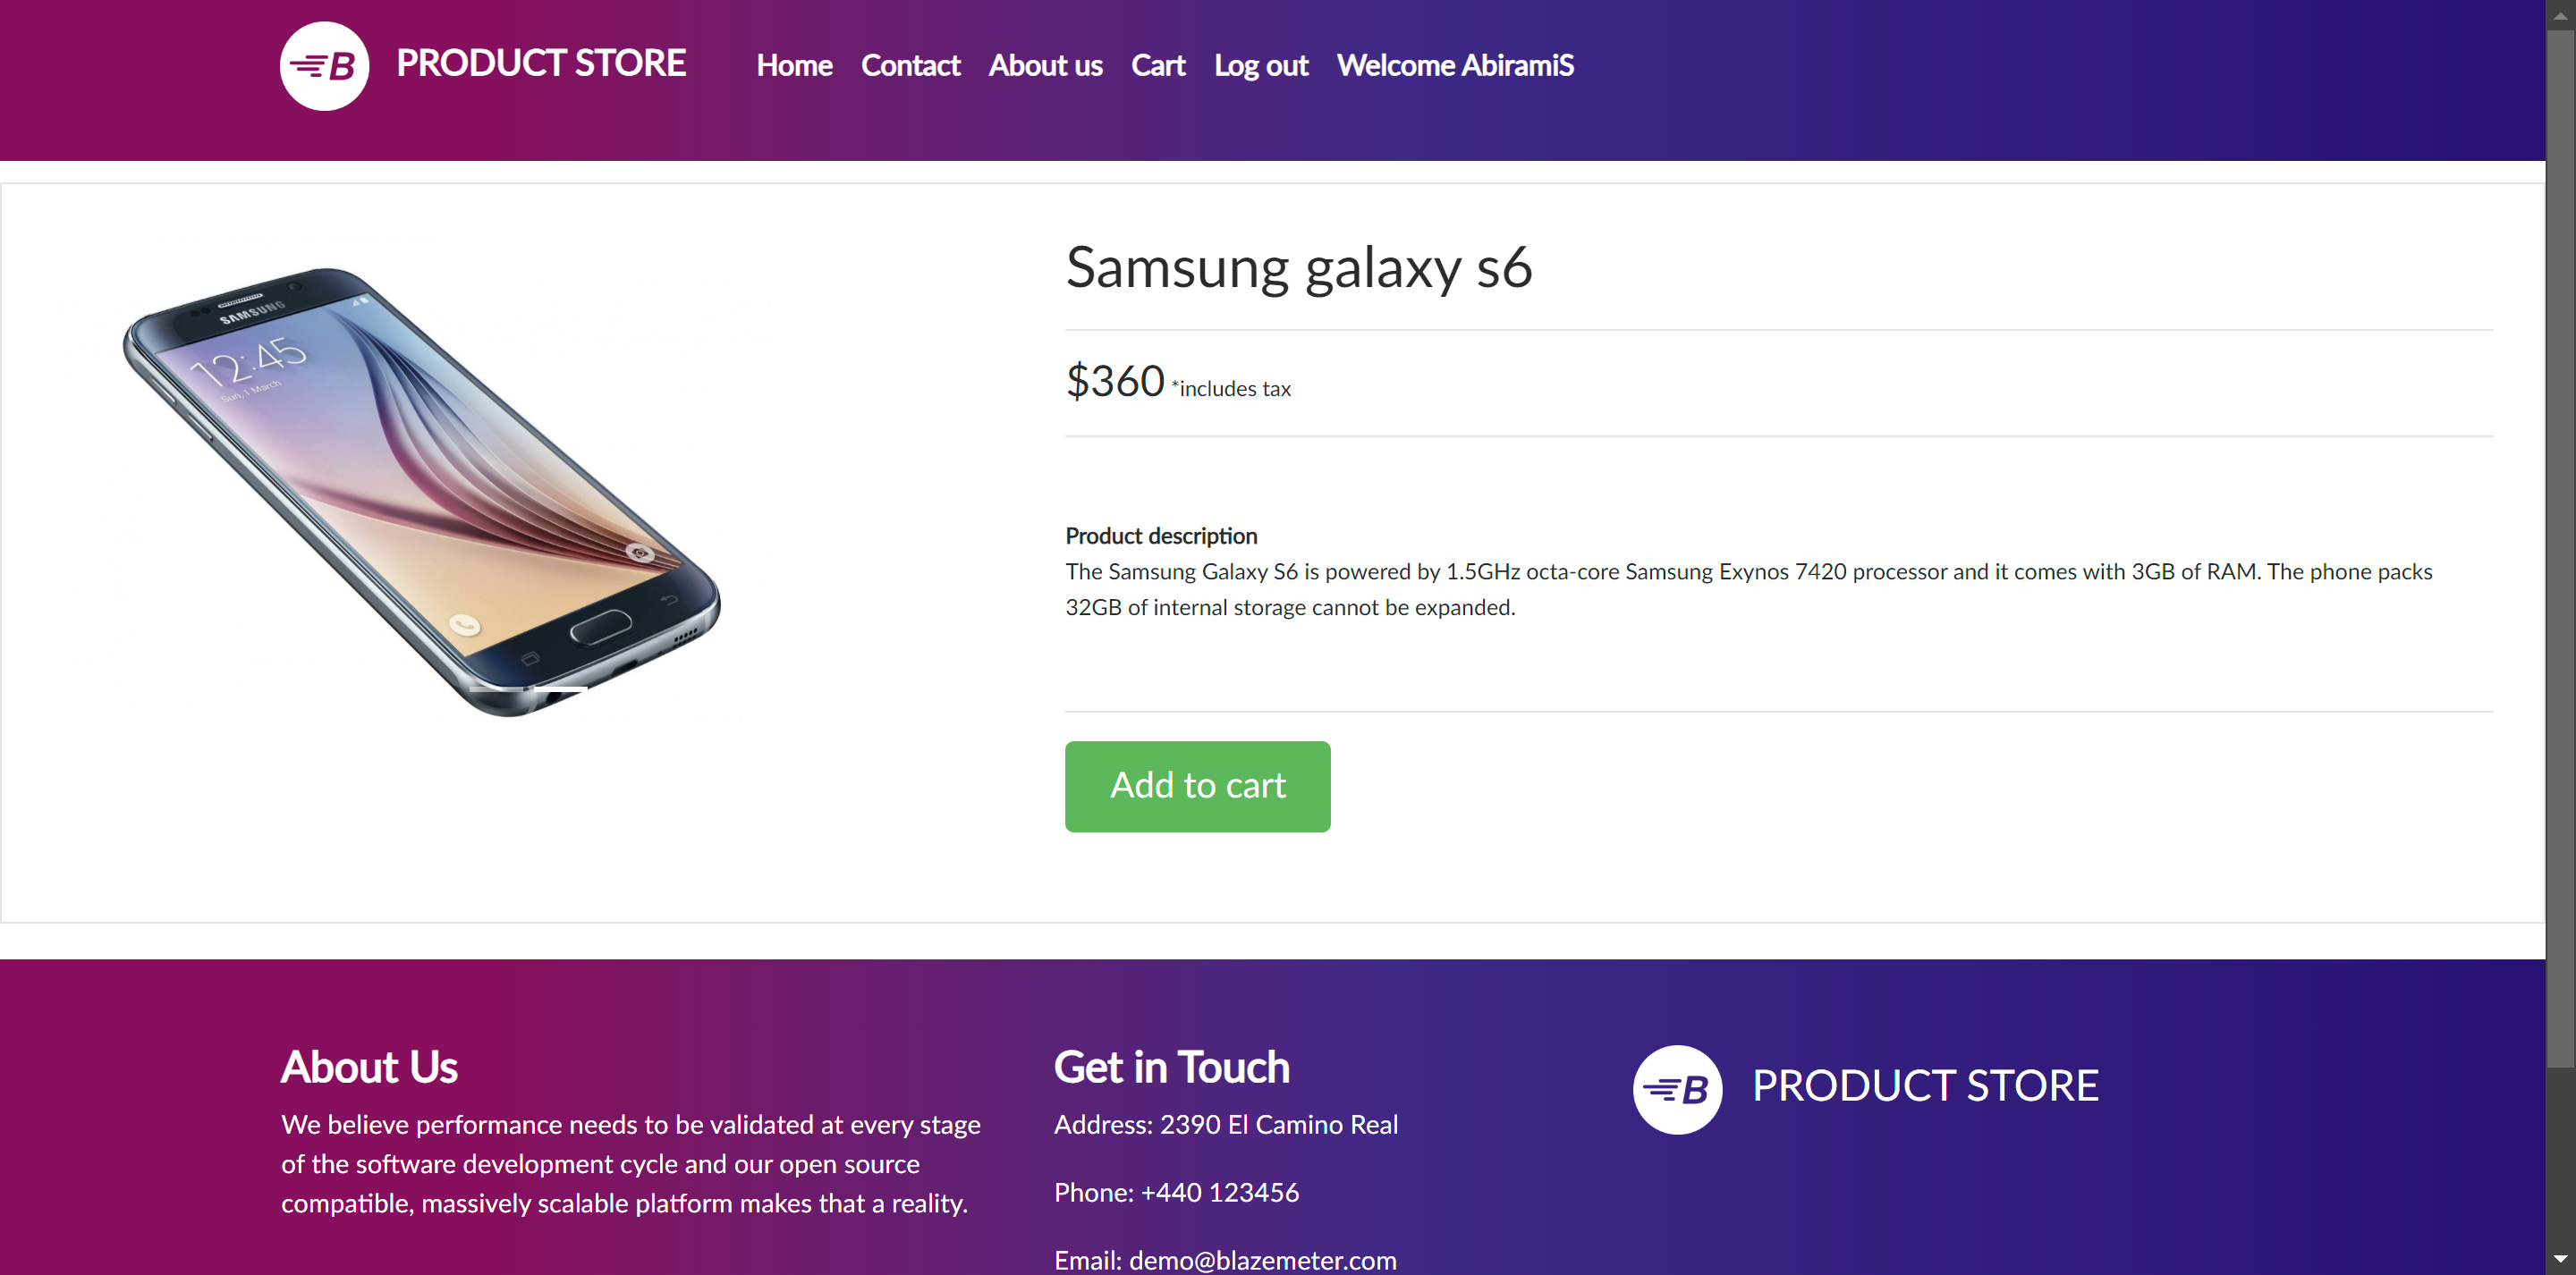 B PRODUCT STORE Home Contact About us Cart Log out Welcome AbiramiS
SAMSUNG
12:45
Sun, 1 March
Samsung galaxy s6
$360 *includes tax
Product description
The Samsung Galaxy S6 is powered by 1.5GHz octa-core Samsung Exynos 7420 processor and it comes with 3GB of RAM. The phone packs
32GB of internal storage cannot be expanded.
Add to cart
About Us
We believe performance needs to be validated at every stage
of the software development cycle and our open source
compatible, massively scalable platform makes that a reality.
Get in Touch
Address: 2390 El Camino Real
Phone: +440 123456
Email: demo@blazemeter.com
B PRODUCT STORE